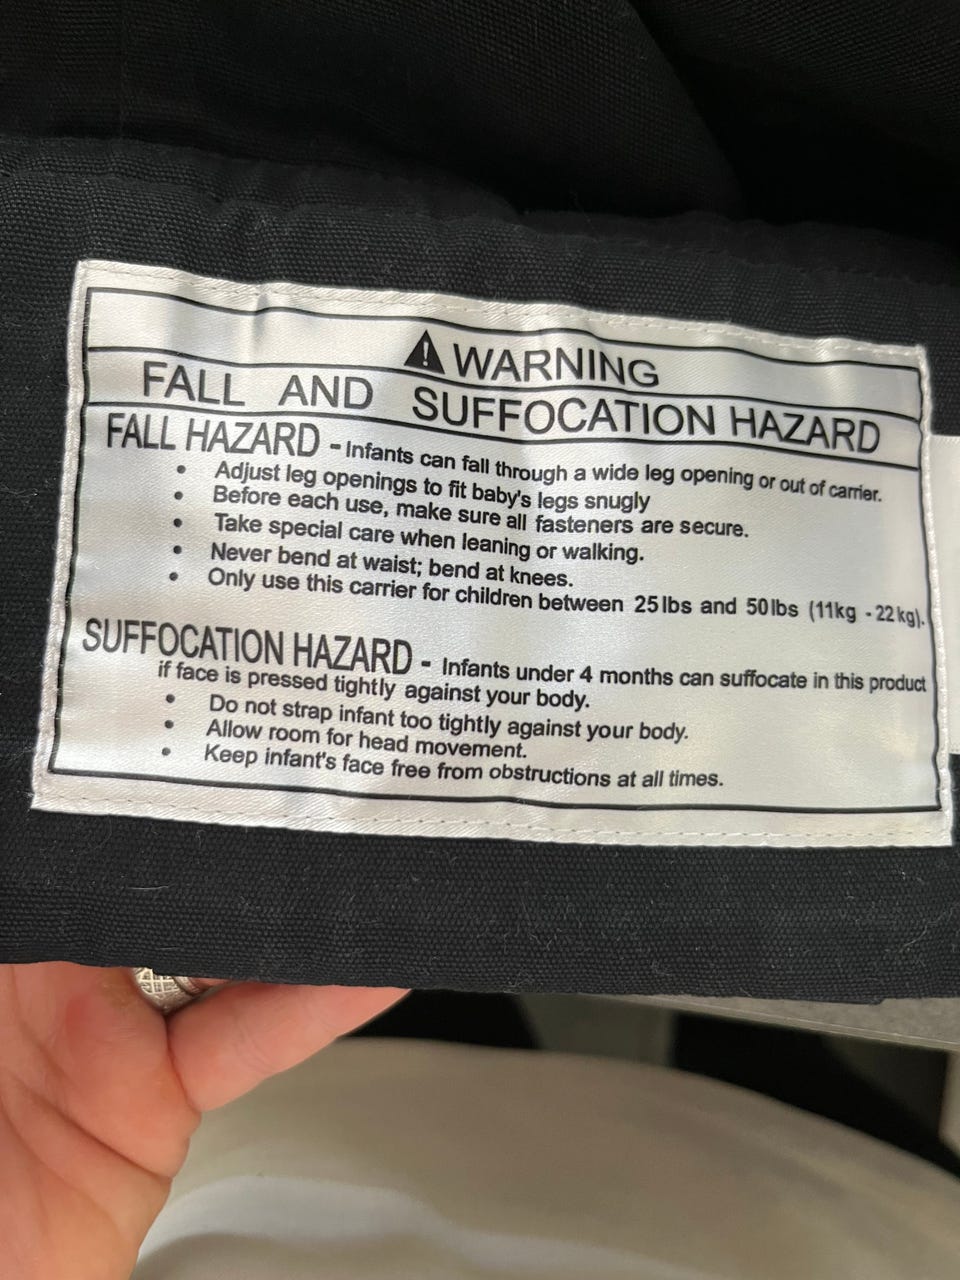 ⚠ WARNING
FALL AND SUFFOCATION HAZARD
FALL HAZARD - Infants can fall through a wide leg opening or out of carrier.
• Adjust leg openings to fit baby's legs snugly
• Before each use, make sure all fasteners are secure.
• Take special care when leaning or walking.
• Never bend at waist; bend at knees.
• Only use this carrier for children between 25lbs and 50lbs (11kg - 22kg).
SUFFOCATION HAZARD - Infants under 4 months can suffocate in this product
if face is pressed tightly against your body.
• Do not strap infant too tightly against your body.
• Allow room for head movement.
• Keep infant's face free from obstructions at all times.